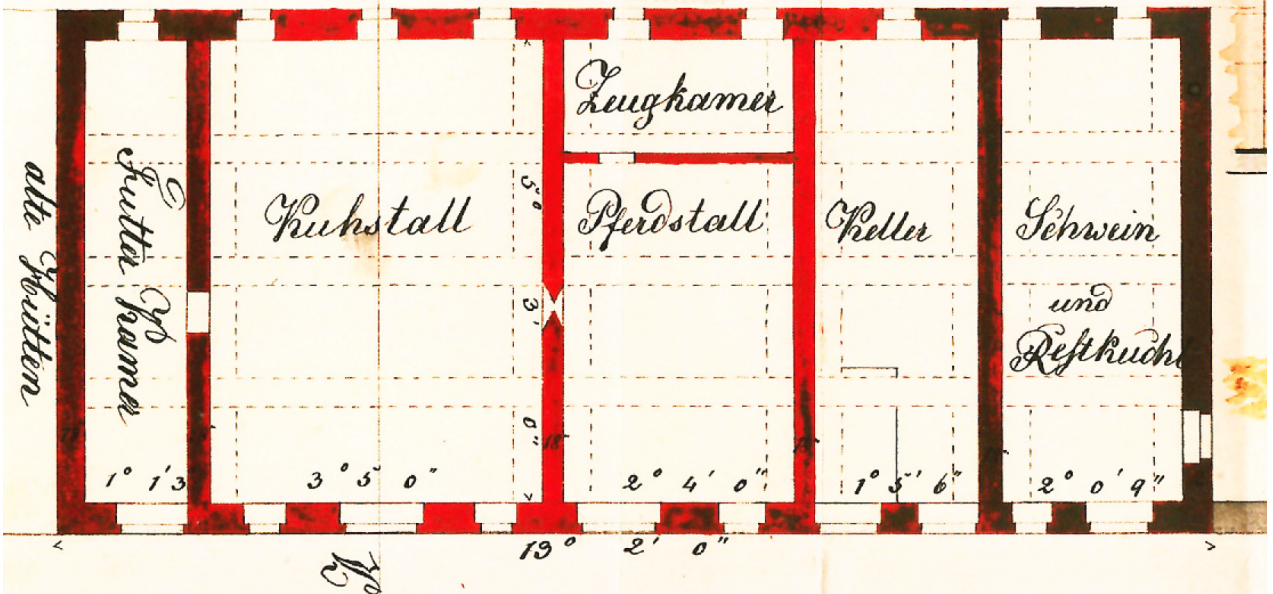 Zeugkamer
alte Hütten
Futter Kamer
Kuhstall
5°
Pferdstall
Keller
Schwein
und
3'
0"
18"
1° 1' 3
3° 5 0"
2° 4' 0"
1° 5' 6"
2° 0' 9"
19° 2' 0"